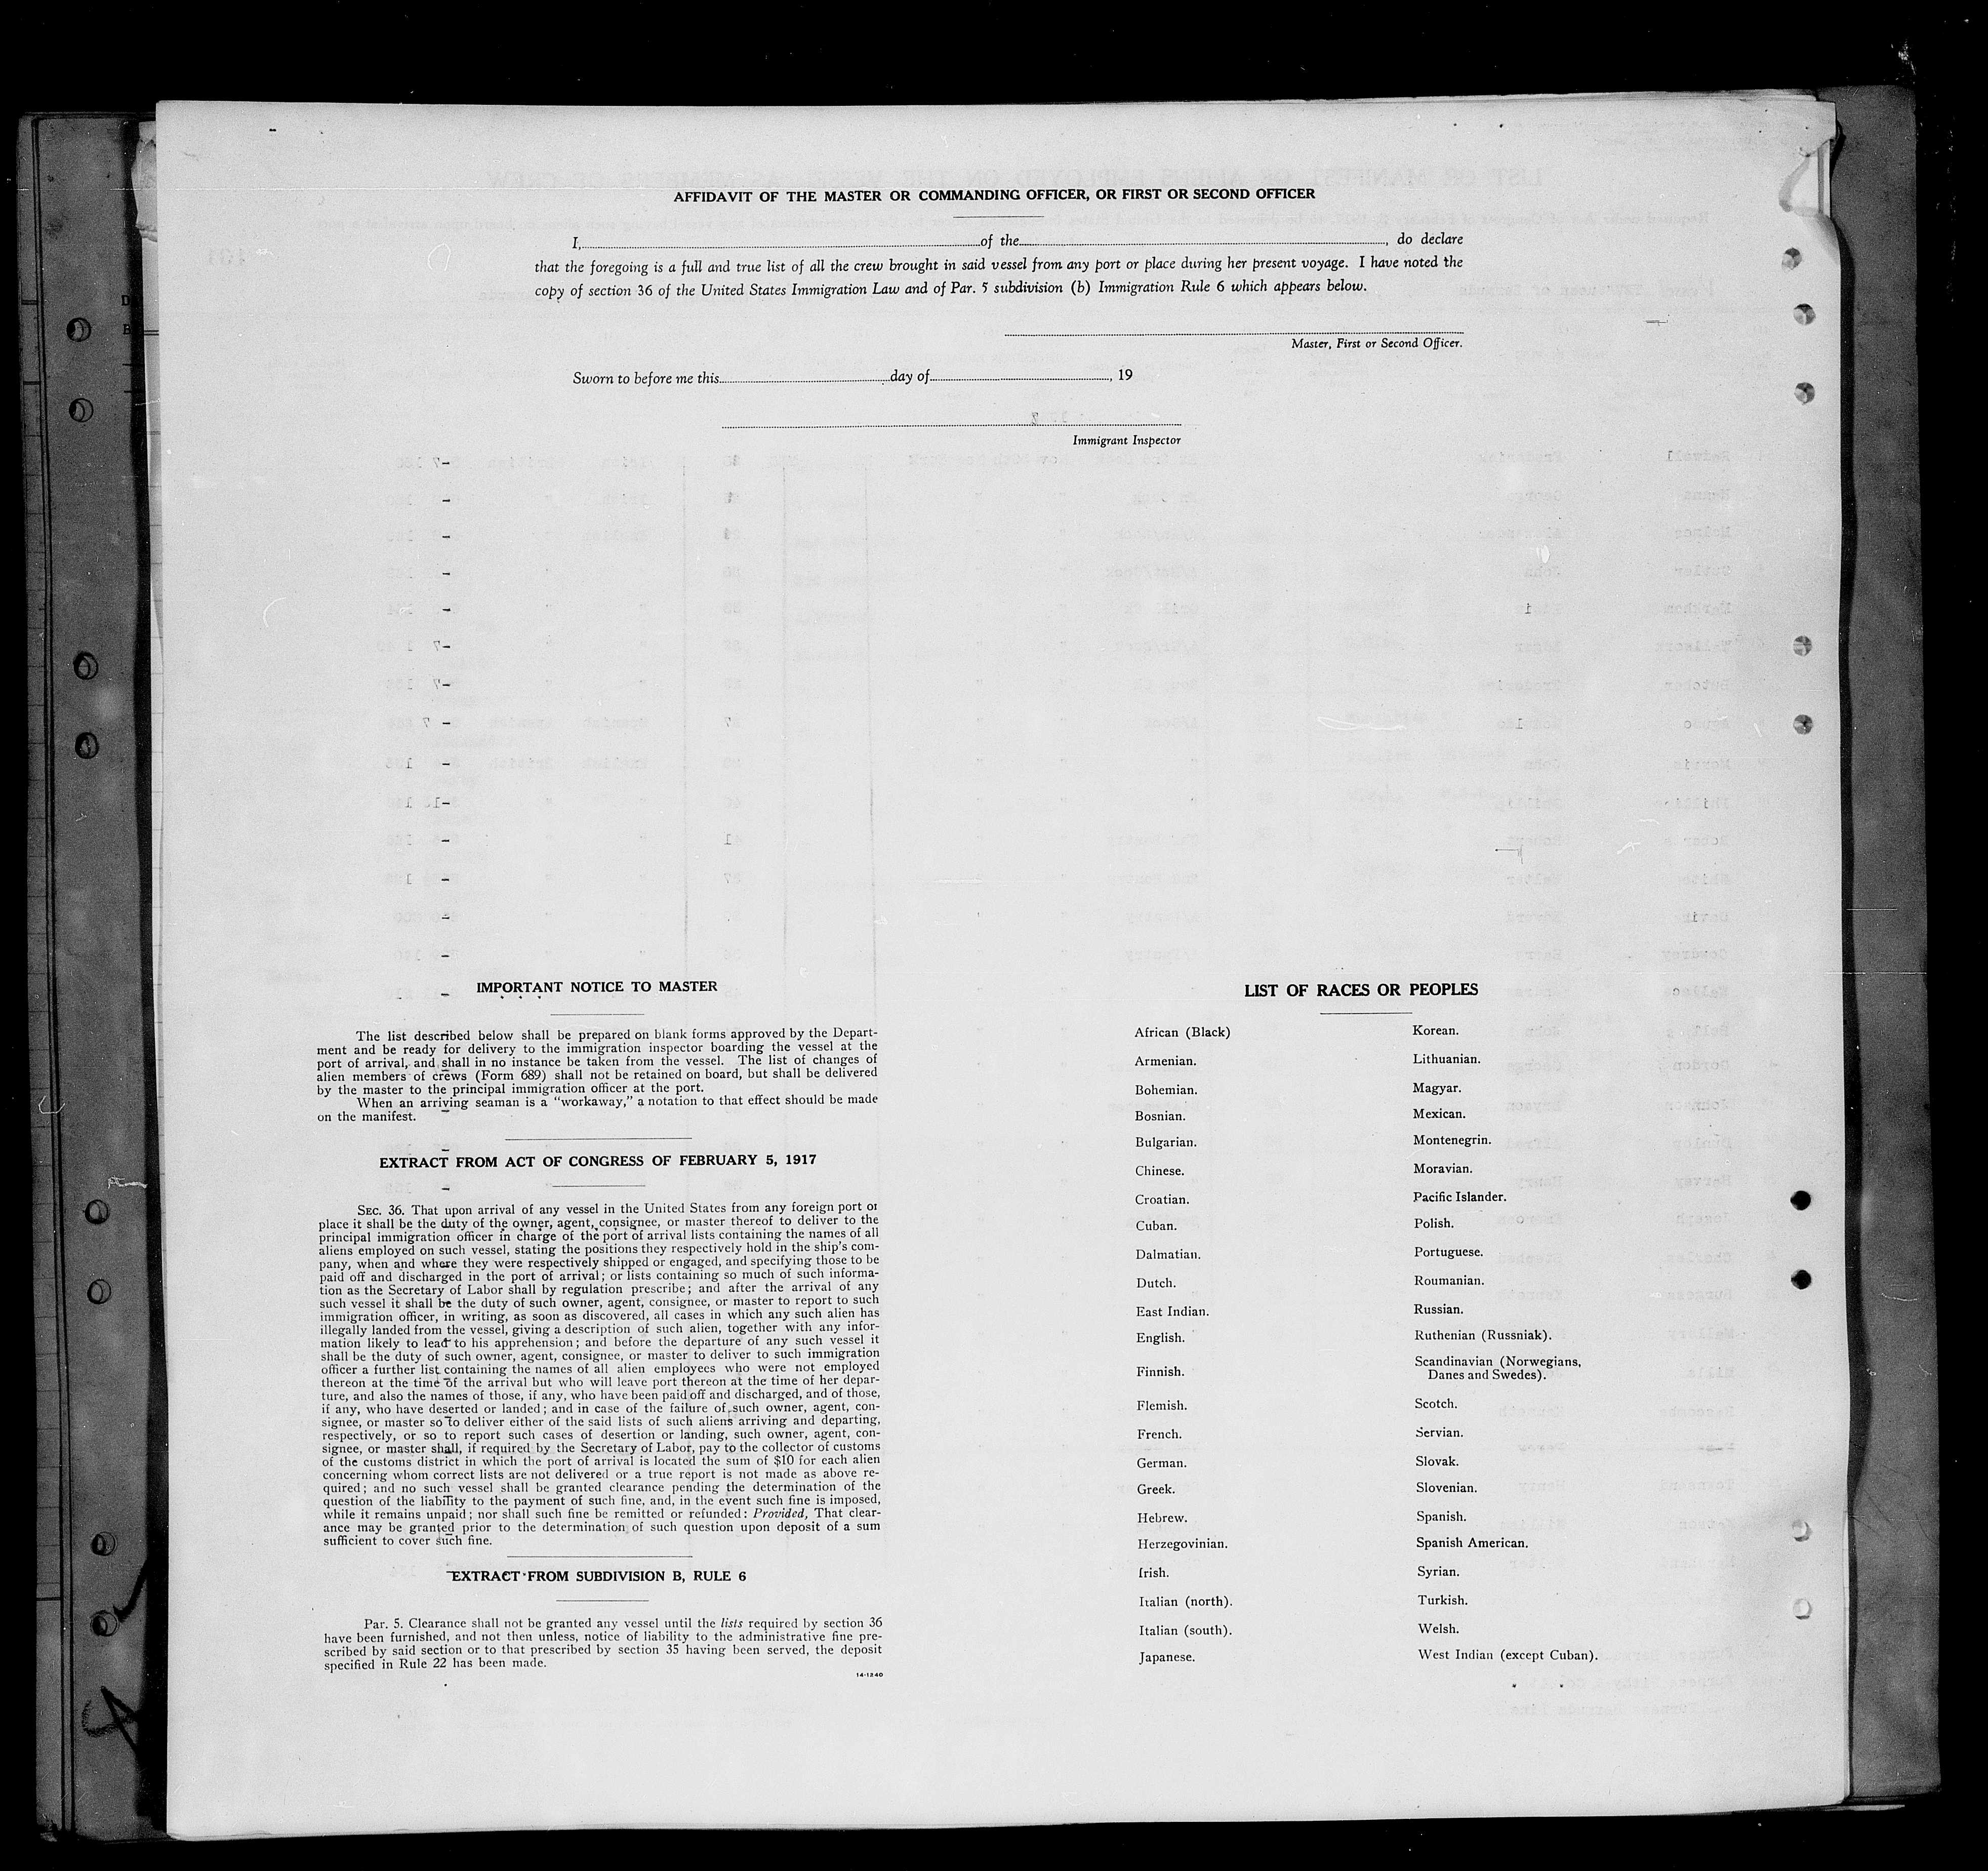 AFFIDAVIT OF THE MASTER OR COMMANDING OFFICER, OR FIRST OR SECOND OFFICER
I, of the , do declare
that the foregoing is a full and true list of all the crew brought in said vessel from any port or place during her present voyage. I have noted the
copy of section 36 of the United States Immigration Law and of Par. 5 subdivision (b) Immigration Rule 6 which appears below.
Master, First or Second Officer.
Sworn to before me this day of , 19
Immigrant Inspector
IMPORTANT NOTICE TO MASTER
The list described below shall be prepared on blank forms approved by the Depart-
ment and be ready for delivery to the immigration inspector boarding the vessel at the
port of arrival, and shall in no instance be taken from the vessel. The list of changes of
alien members of crews (Form 689) shall not be retained on board, but shall be delivered
by the master to the principal immigration officer at the port.
When an arriving seaman is a "workaway," a notation to that effect should be made
on the manifest.
EXTRACT FROM ACT OF CONGRESS OF FEBRUARY 5, 1917
SEC. 36. That upon arrival of any vessel in the United States from any foreign port or
place it shall be the duty of the owner, agent, consignee, or master thereof to deliver to the
principal immigration officer in charge of the port of arrival lists containing the names of all
aliens employed on such vessel, stating the positions they respectively hold in the ship's com-
pany, when and where they were respectively shipped or engaged, and specifying those to be
paid off and discharged in the port of arrival; or lists containing so much of such informa-
tion as the Secretary of Labor shall by regulation prescribe; and after the arrival of any
such vessel it shall be the duty of such owner, agent, consignee, or master to report to such
immigration officer, in writing, as soon as discovered, all cases in which any such alien has
illegally landed from the vessel, giving a description of such alien, together with any infor-
mation likely to lead to his apprehension; and before the departure of any such vessel it
shall be the duty of such owner, agent, consignee, or master to deliver to such immigration
officer a further list containing the names of all alien employees who were not employed
thereon at the time of the arrival but who will leave port thereon at the time of her depar-
ture, and also the names of those, if any, who have been paid off and discharged, and of those,
if any, who have deserted or landed; and in case of the failure of such owner, agent, con-
signee, or master so to deliver either of the said lists of such aliens arriving and departing,
respectively, or so to report such cases of desertion or landing, such owner, agent, con-
signee, or master shall, if required by the Secretary of Labor, pay to the collector of customs
of the customs district in which the port of arrival is located the sum of $10 for each alien
concerning whom correct lists are not delivered or a true report is not made as above re-
quired; and no such vessel shall be granted clearance pending the determination of the
question of the liability to the payment of such fine, and, in the event such fine is imposed,
while it remains unpaid; nor shall such fine be remitted or refunded: Provided, That clear-
ance may be granted prior to the determination of such question upon deposit of a sum
sufficient to cover such fine.
EXTRACT FROM SUBDIVISION B, RULE 6
Par. 5. Clearance shall not be granted any vessel until the lists required by section 36
have been furnished, and not then unless, notice of liability to the administrative fine pre-
scribed by said section or to that prescribed by section 35 having been served, the deposit
specified in Rule 22 has been made.
14-1240
LIST OF RACES OR PEOPLES
African (Black)
Armenian.
Bohemian.
Bosnian.
Bulgarian.
Chinese.
Croatian.
Cuban.
Dalmatian.
Dutch.
East Indian.
English.
Finnish.
Flemish.
French.
German.
Greek.
Hebrew.
Herzegovinian.
Irish.
Italian (north).
Italian (south).
Japanese.
Korean.
Lithuanian.
Magyar.
Mexican.
Montenegrin.
Moravian.
Pacific Islander.
Polish.
Portuguese.
Roumanian.
Russian.
Ruthenian (Russniak).
Scandinavian (Norwegians,
Danes and Swedes).
Scotch.
Servian.
Slovak.
Slovenian.
Spanish.
Spanish American.
Syrian.
Turkish.
Welsh.
West Indian (except Cuban).